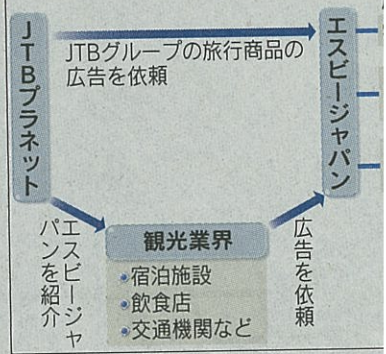 JTBプラネット
JTBグループの旅行商品の
広告を依頼
エスビージャパン
エスビージャ
パンを紹介
観光業界
●宿泊施設
●飲食店
●交通機関など
広告を依頼